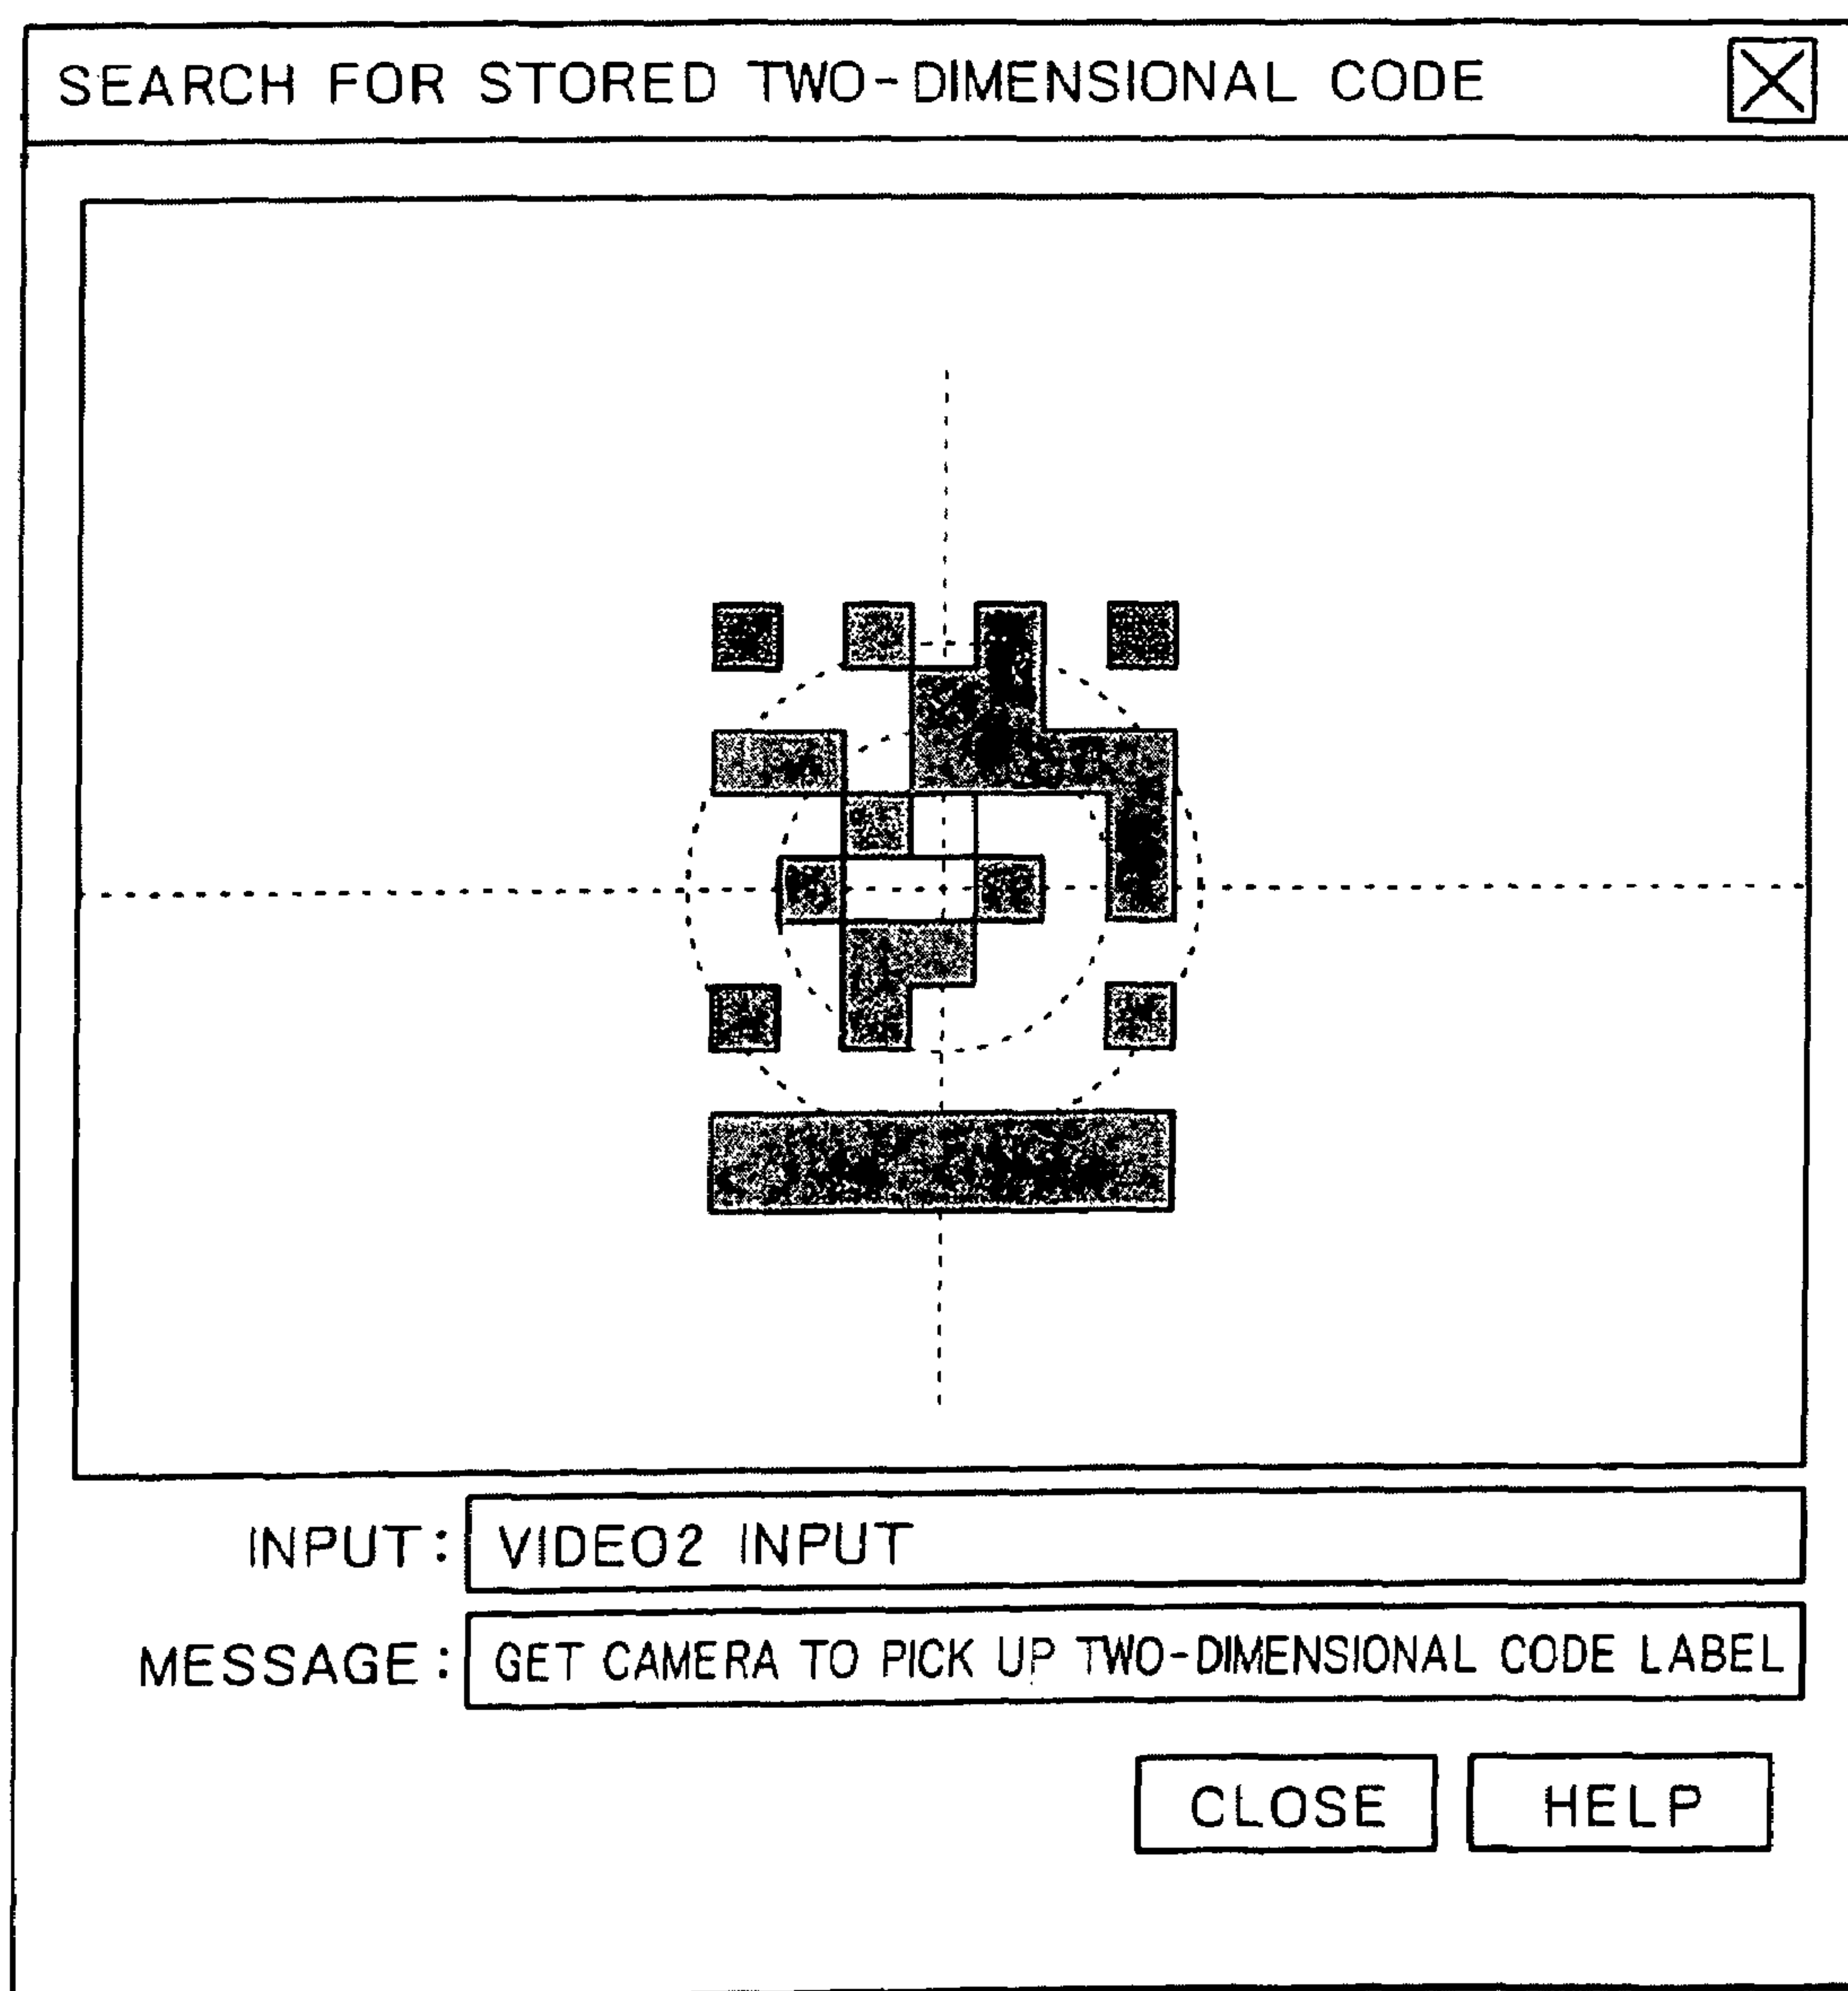 SEARCH FOR STORED TWO-DIMENSIONAL CODE
INPUT: VIDEO2 INPUT
MESSAGE: GET CAMERA TO PICK UP TWO-DIMENSIONAL CODE LABEL
CLOSE HELP